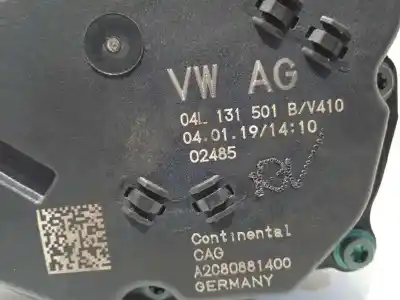 VW AG
04L 131 501 B/V410
04.01.19/14:10
02485
Continental
CAG
A2C80881400
GERMANY